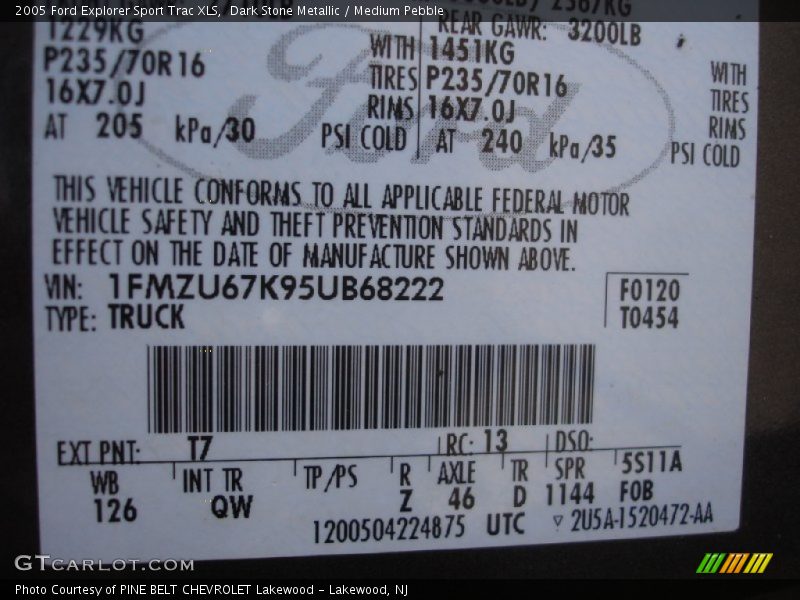 2005 Ford Explorer Sport Trac XLS, Dark Stone Metallic / Medium Pebble
REAR GAWR: 3200LB
1229KG WITH 1451KG WITH
P235/70R16 TIRES P235/70R16 TIRES
16X7.0J RIMS 16X7.0J RIMS
AT 205 kPa/30 PSI COLD AT 240 kPa/35 PSI COLD
Ford
THIS VEHICLE CONFORMS TO ALL APPLICABLE FEDERAL MOTOR
VEHICLE SAFETY AND THEFT PREVENTION STANDARDS IN
EFFECT ON THE DATE OF MANUFACTURE SHOWN ABOVE.
VIN: 1FMZU67K95UB68222 F0120
TYPE: TRUCK T0454
EXT PNT: T7 RC: 13 DSO:
WB INT TR TP/PS R AXLE TR SPR 5S11A
126 QW Z 46 D 1144 FOB
1200504224875 UTC ▽ 2U5A-1520472-AA
GTCARLOT.COM
Photo Courtesy of PINE BELT CHEVROLET Lakewood - Lakewood, NJ